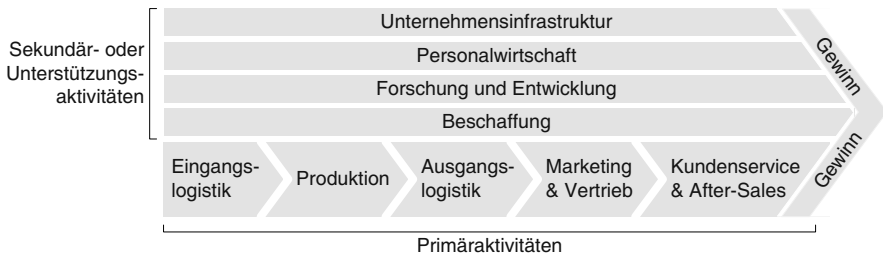 Unternehmensinfrastruktur
Sekundär- oder
Unterstützungs-
aktivitäten
Personalwirtschaft
Forschung und Entwicklung
Beschaffung
Gewinn
Gewinn
Eingangs-
logistik
Produktion
Ausgangs-
logistik
Marketing
& Vertrieb
Kundenservice
& After-Sales
Primäraktivitäten